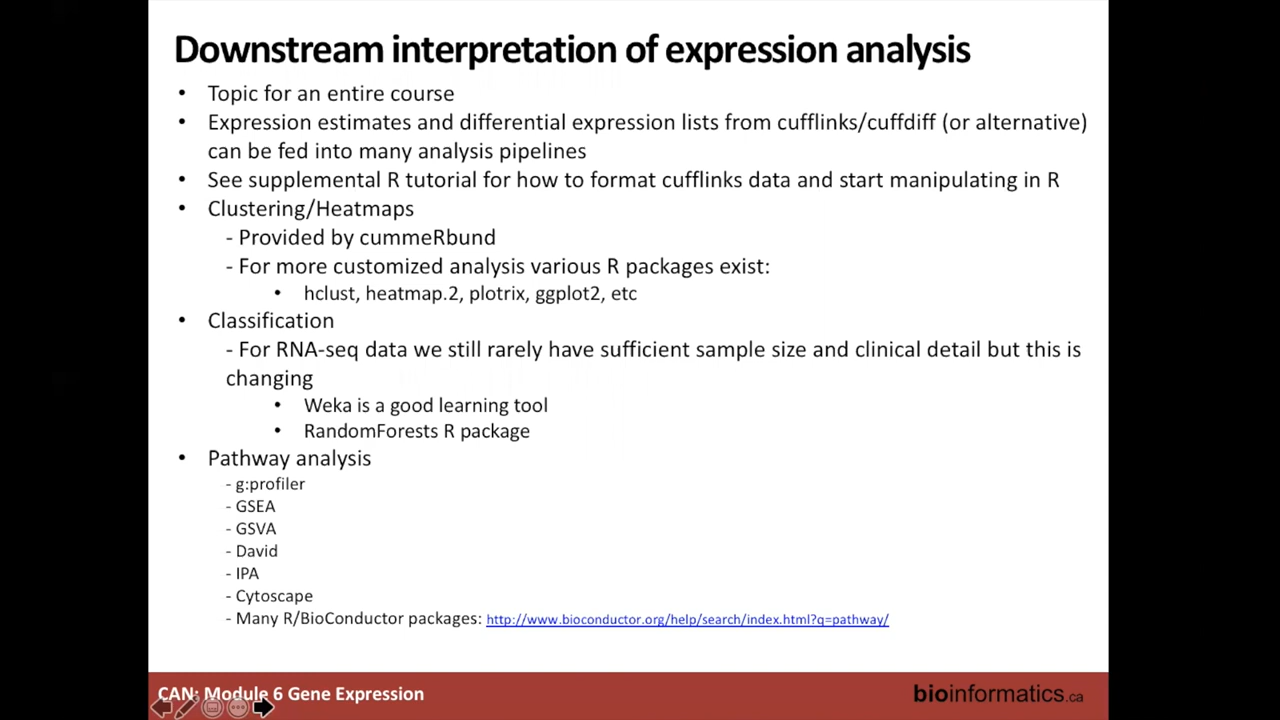 Downstream interpretation of expression analysis
• Topic for an entire course
• Expression estimates and differential expression lists from cufflinks/cuffdiff (or alternative)
can be fed into many analysis pipelines
• See supplemental R tutorial for how to format cufflinks data and start manipulating in R
• Clustering/Heatmaps
- Provided by cummeRbund
- For more customized analysis various R packages exist:
• hclust, heatmap.2, plotrix, ggplot2, etc
• Classification
- For RNA-seq data we still rarely have sufficient sample size and clinical detail but this is
changing
• Weka is a good learning tool
• RandomForests R package
• Pathway analysis
- g:profiler
- GSEA
- GSVA
- David
- IPA
- Cytoscape
- Many R/BioConductor packages: http://www.bioconductor.org/help/search/index.html?q=pathway/
CAN: Module 6 Gene Expression
bioinformatics.ca